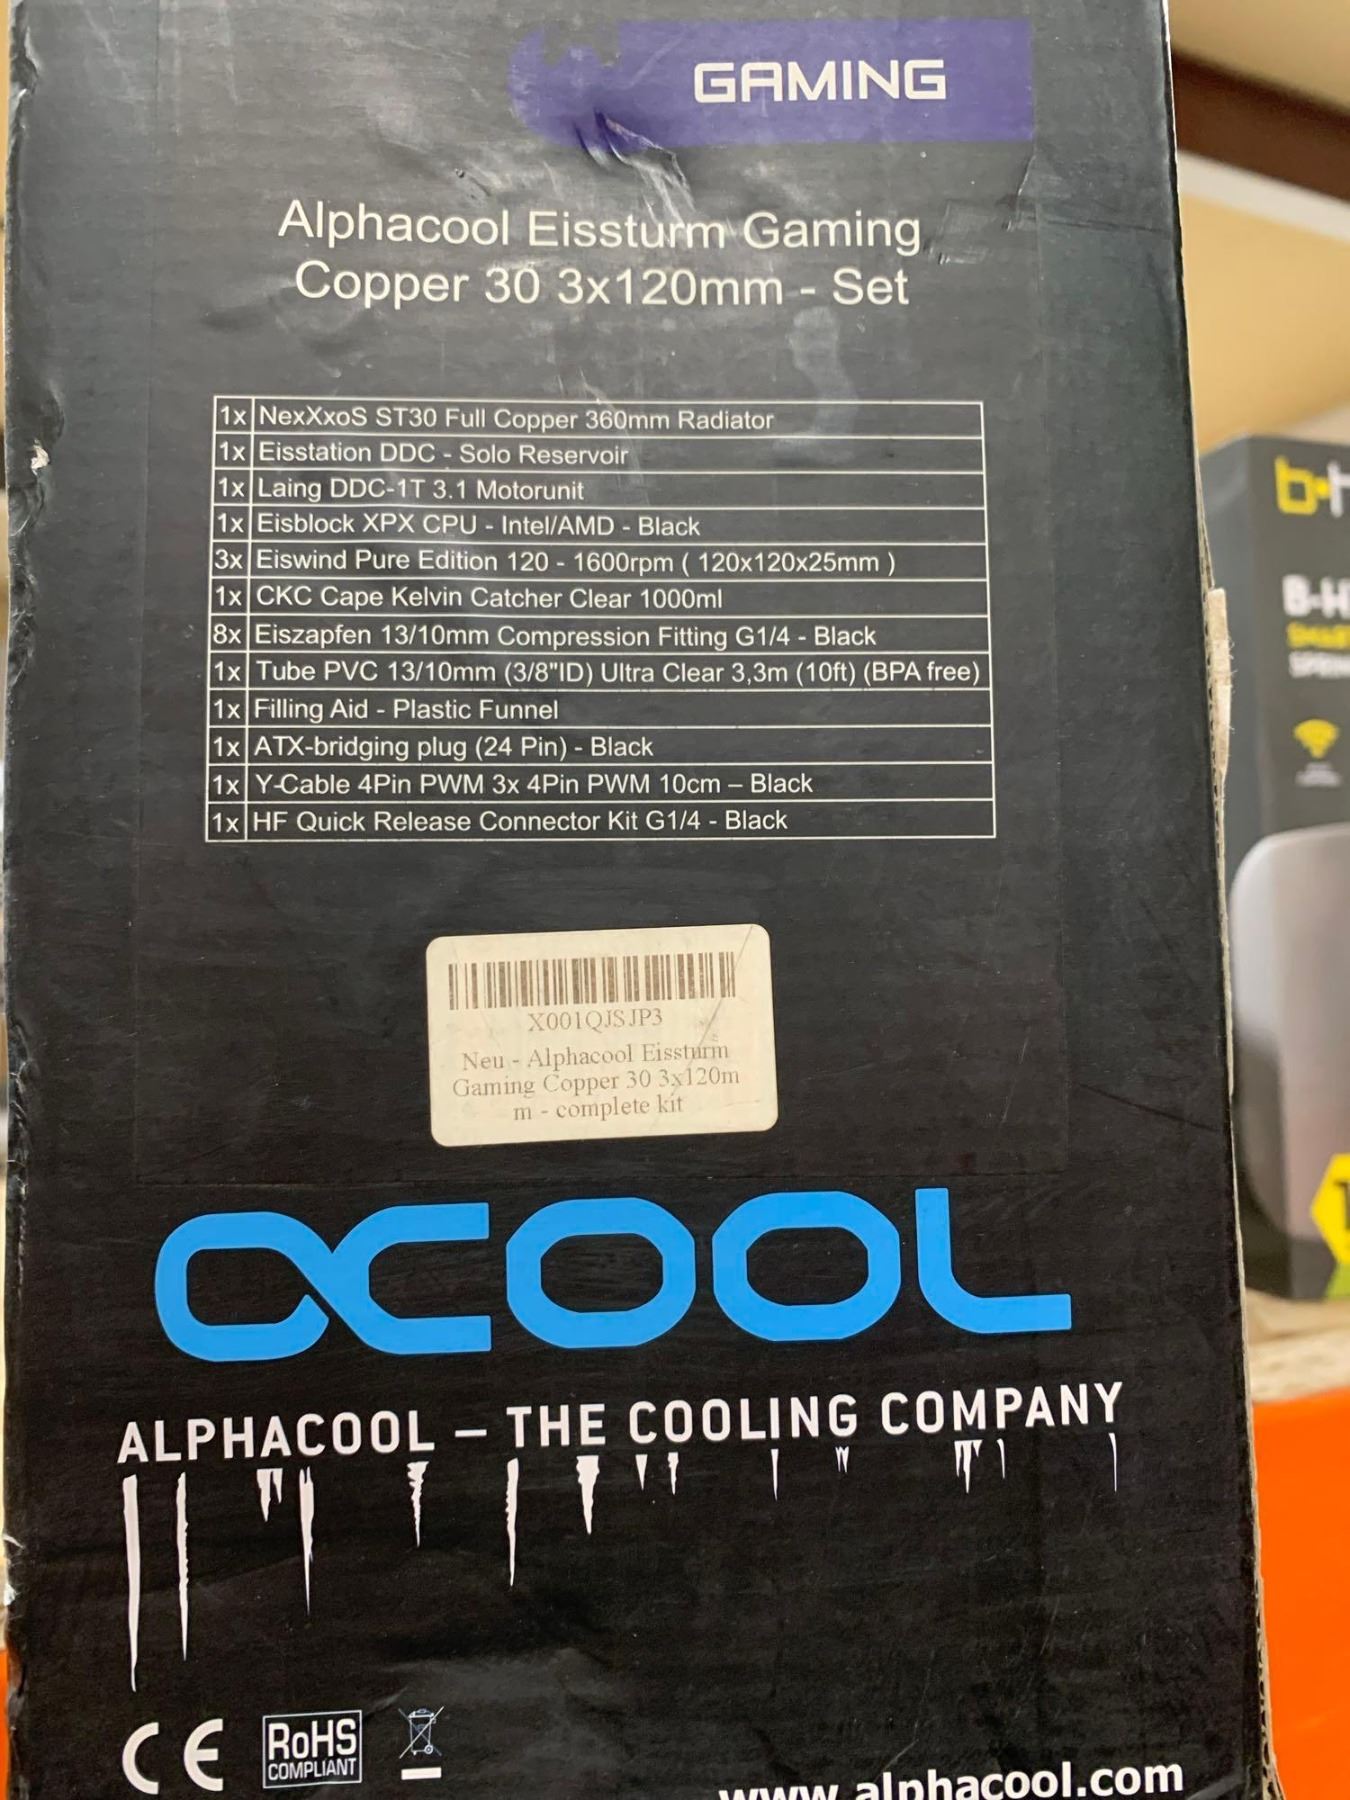 GAMING
Alphacool Eissturm Gaming
Copper 30 3x120mm - Set
1x NexXxoS ST30 Full Copper 360mm Radiator
1x Eisstation DDC - Solo Reservoir
1x Laing DDC-1T 3.1 Motorunit
1x Eisblock XPX CPU - Intel/AMD - Black
3x Eiswind Pure Edition 120 - 1600rpm ( 120x120x25mm )
1x CKC Cape Kelvin Catcher Clear 1000ml
8x Eiszapfen 13/10mm Compression Fitting G1/4 - Black
1x Tube PVC 13/10mm (3/8"ID) Ultra Clear 3,3m (10ft) (BPA free)
1x Filling Aid - Plastic Funnel
1x ATX-bridging plug (24 Pin) - Black
1x Y-Cable 4Pin PWM 3x 4Pin PWM 10cm – Black
1x HF Quick Release Connector Kit G1/4 - Black
X001QJSJP3
Neu - Alphacool Eissturm
Gaming Copper 30 3x120m
m - complete kit
αCOOL
ALPHACOOL – THE COOLING COMPANY
CE
RoHS
COMPLIANT
www.alphacool.com